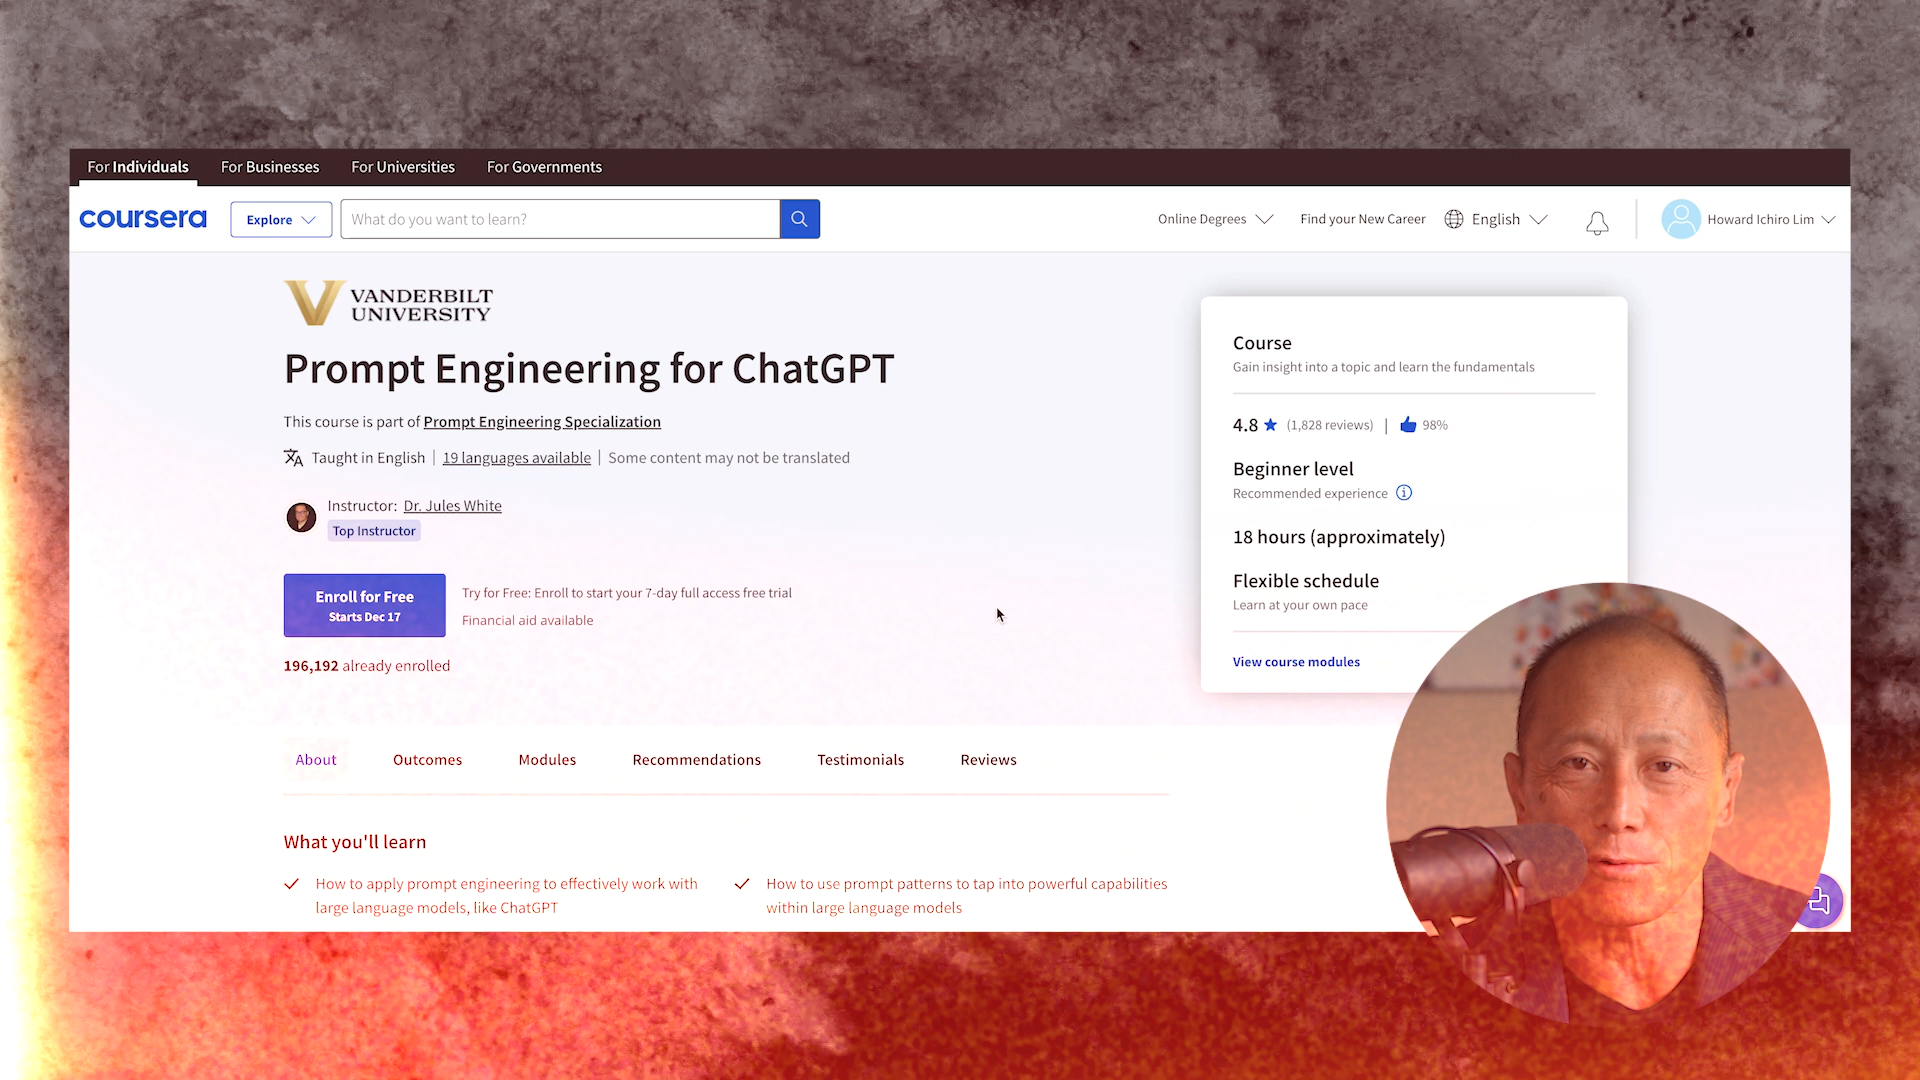 For Individuals For Businesses For Universities For Governments
coursera Explore What do you want to learn? Online Degrees Find your New Career English Howard Ichiro Lim
VANDERBILT
UNIVERSITY
Prompt Engineering for ChatGPT
This course is part of Prompt Engineering Specialization
Taught in English | 19 languages available | Some content may not be translated
Instructor: Dr. Jules White
Top Instructor
Enroll for Free
Starts Dec 17
Try for Free: Enroll to start your 7-day full access free trial
Financial aid available
196,192 already enrolled
Course
Gain insight into a topic and learn the fundamentals
4.8 (1,828 reviews) | 98%
Beginner level
Recommended experience
18 hours (approximately)
Flexible schedule
Learn at your own pace
View course modules
About Outcomes Modules Recommendations Testimonials Reviews
What you'll learn
How to apply prompt engineering to effectively work with
large language models, like ChatGPT
How to use prompt patterns to tap into powerful capabilities
within large language models